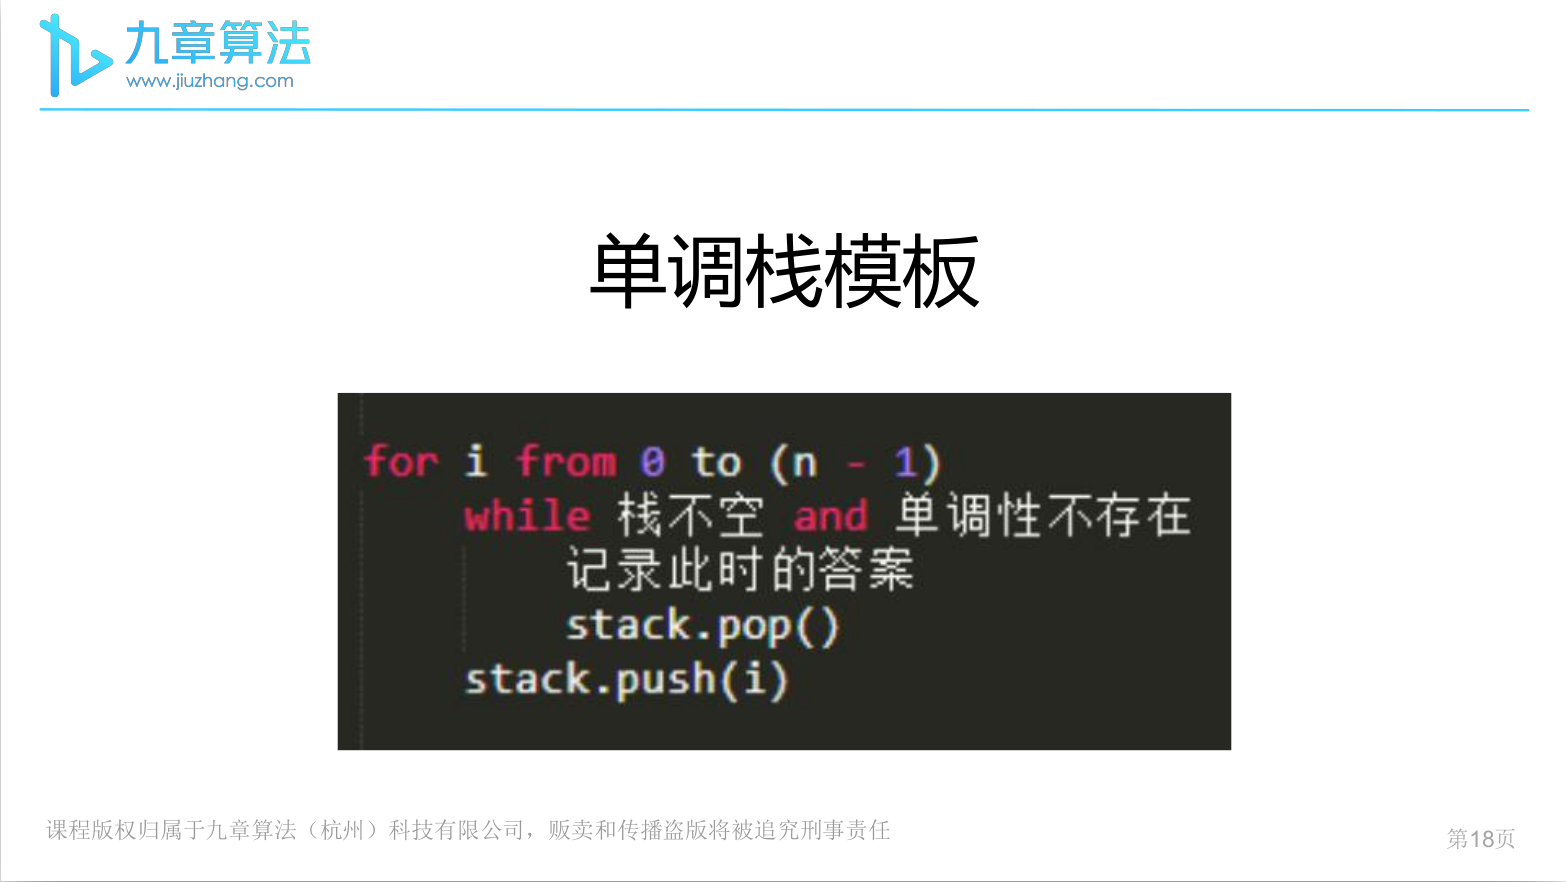 九章算法
www.jiuzhang.com
单调栈模板
for i from 0 to (n - 1)
while 栈不空 and 单调性不存在
记录此时的答案
stack.pop()
stack.push(i)
课程版权归属于九章算法（杭州）科技有限公司，贩卖和传播盗版将被追究刑事责任
第18页